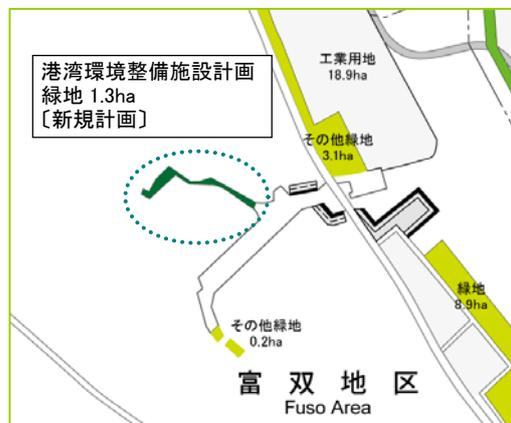 港湾環境整備施設計画
緑地 1.3ha
〔新規計画〕
工業用地
18.9ha
その他緑地
3.1ha
緑地
8.9ha
その他緑地
0.2ha
富双地区
Fuso Area